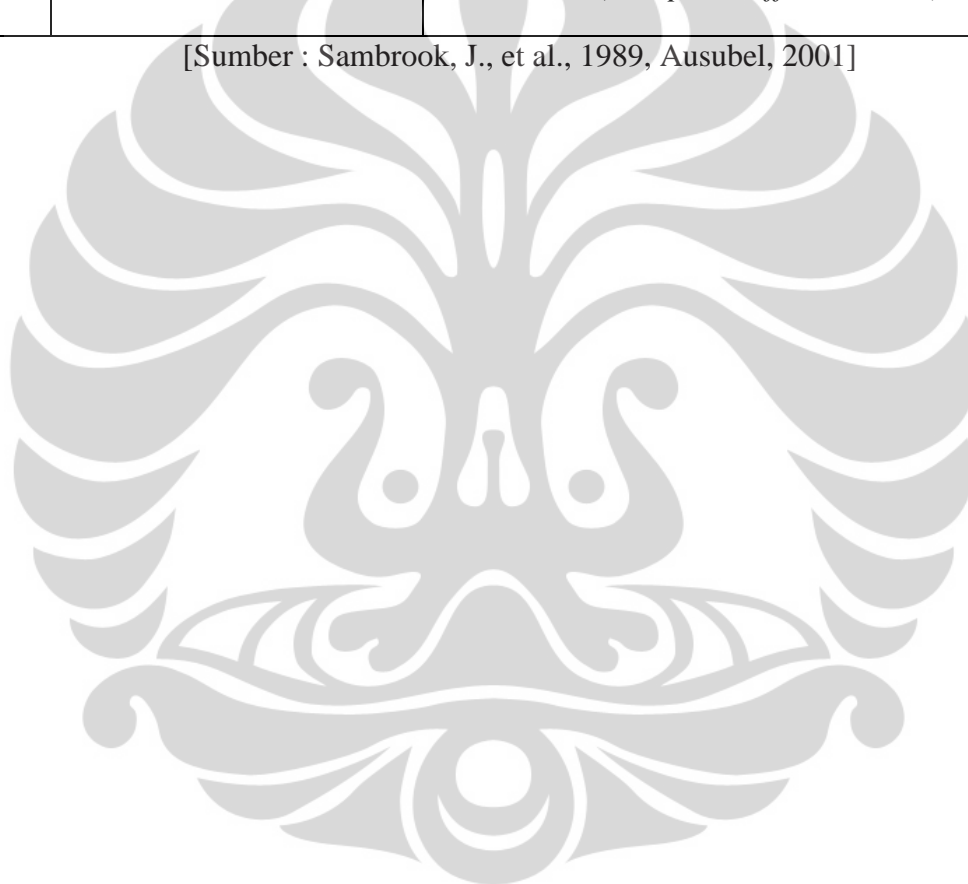 [Sumber : Sambrook, J., et al., 1989, Ausubel, 2001]